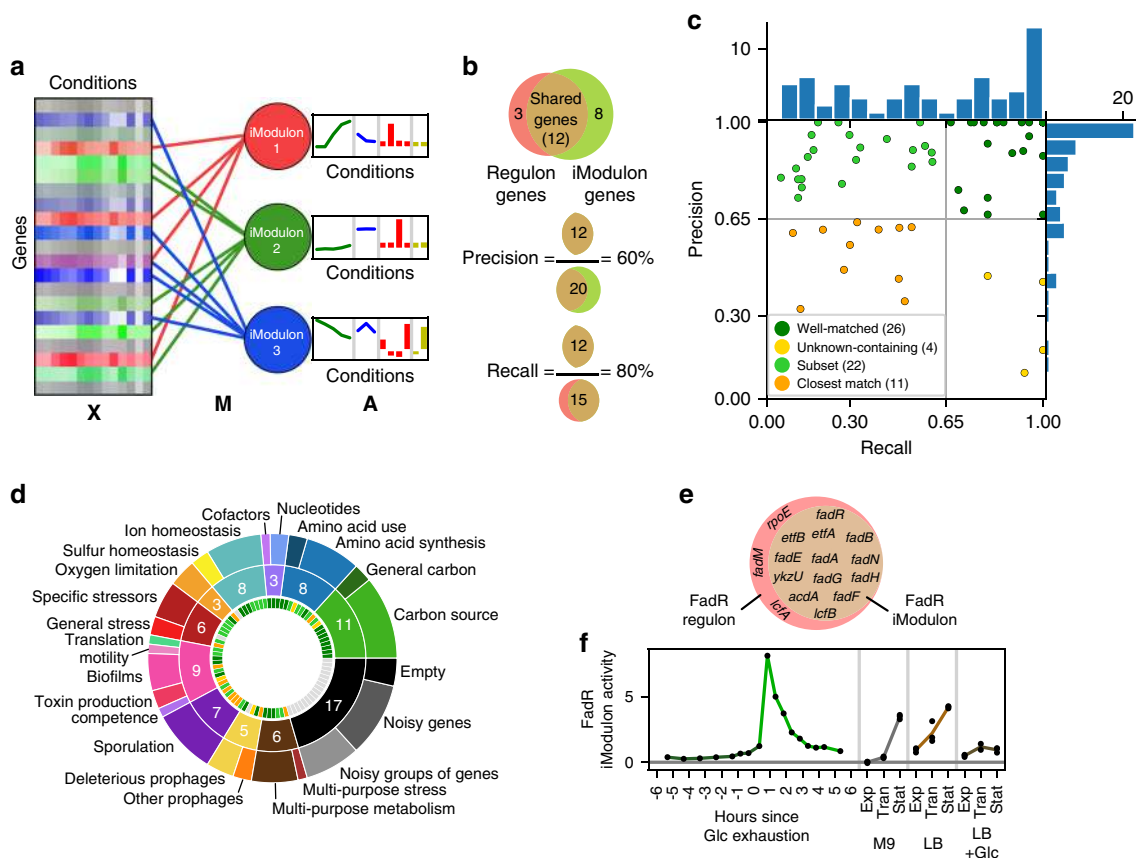 a
Conditions
Genes
X
M
A
iModulon
1
Conditions
iModulon
2
Conditions
iModulon
3
Conditions
b
3
Shared
genes
(12)
8
Regulon
genes
iModulon
genes
Precision = 12 / 20 = 60%
Recall = 12 / 15 = 80%
c
10
20
Precision
1.00
0.65
0.30
0.00
Well-matched (26)
Unknown-containing (4)
Subset (22)
Closest match (11)
0.00
0.30
0.65
1.00
Recall
d
Nucleotides
Cofactors
Amino acid use
Ion homeostasis
Amino acid synthesis
Sulfur homeostasis
General carbon
Oxygen limitation
Specific stressors
Carbon source
General stress
Translation
motility
Empty
Biofilms
Toxin production
competence
Noisy genes
Sporulation
Noisy groups of genes
Deleterious prophages
Multi-purpose stress
Other prophages
Multi-purpose metabolism
3
8
8
3
11
6
9
17
7
5
6
e
rpoE
fadR
etfB
etfA
fadB
fadM
fadE
fadA
fadN
ykzU
fadG
fadH
acdA
fadF
lcfA
lcfB
FadR
regulon
FadR
iModulon
f
FadR
iModulon activity
5
0
-6
-5
-4
-3
-2
-1
0
1
2
3
4
5
6
Hours since
Glc exhaustion
Exp
Tran
Stat
M9
Exp
Tran
Stat
LB
Exp
Tran
Stat
LB
+Glc